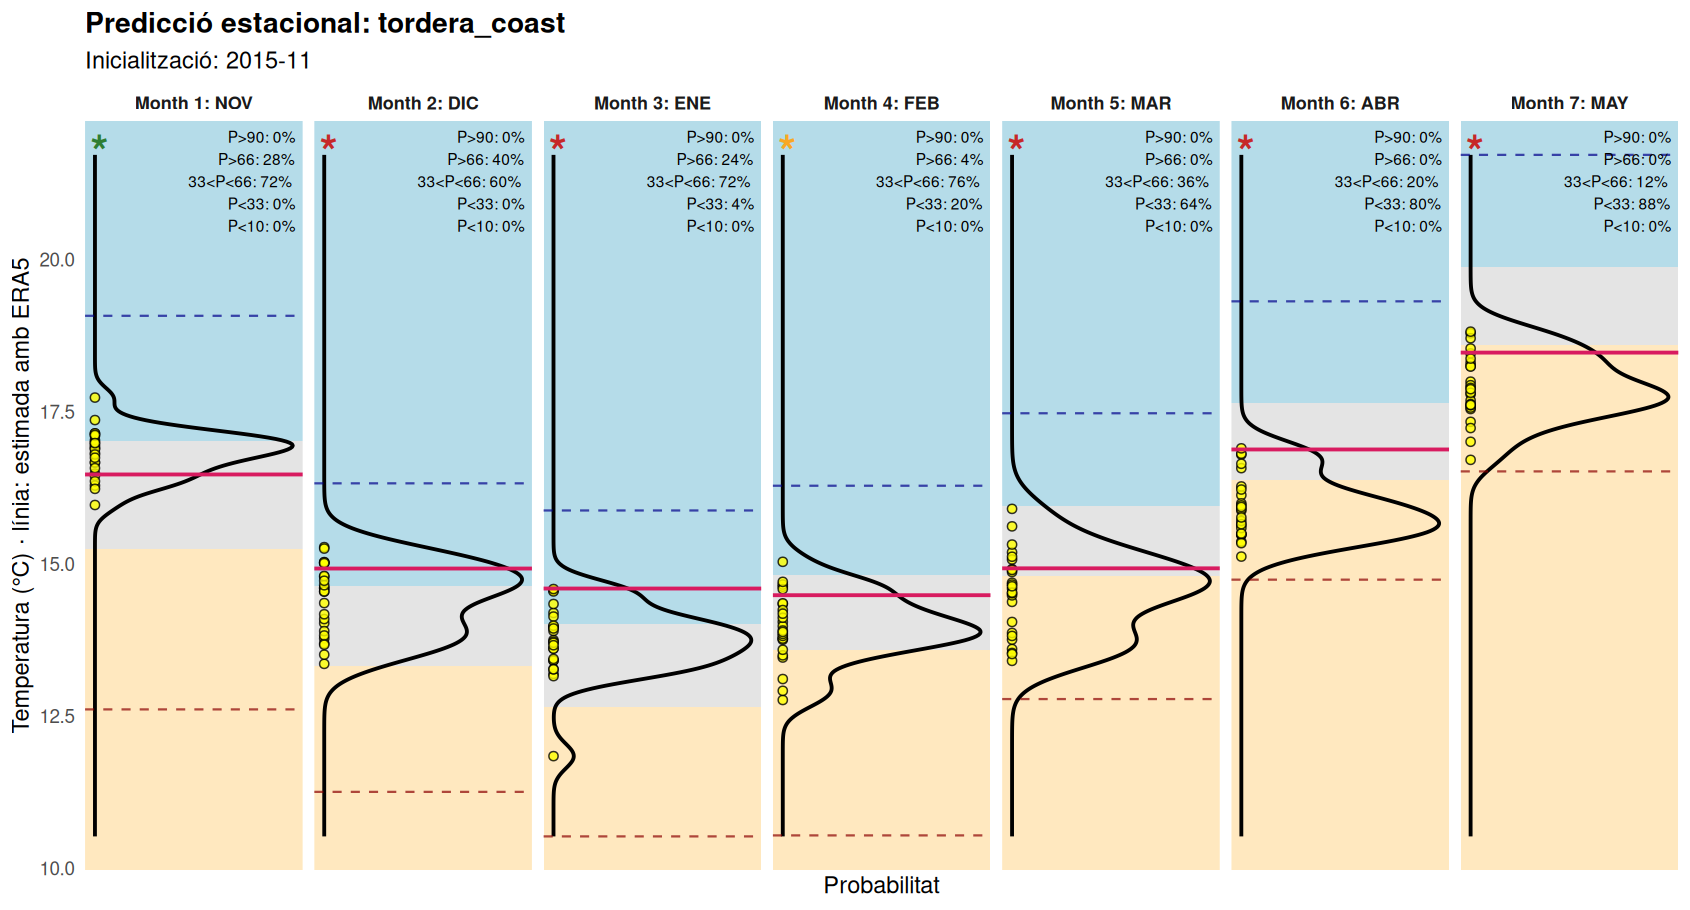 Predicció estacional: tordera_coast
Inicialització: 2015-11
Month 1: NOV
Month 2: DIC
Month 3: ENE
Month 4: FEB
Month 5: MAR
Month 6: ABR
Month 7: MAY
*
P>90: 0%
P>66: 28%
33<P<66: 72%
P<33: 0%
P<10: 0%
*
P>90: 0%
P>66: 40%
33<P<66: 60%
P<33: 0%
P<10: 0%
*
P>90: 0%
P>66: 24%
33<P<66: 72%
P<33: 4%
P<10: 0%
*
P>90: 0%
P>66: 4%
33<P<66: 76%
P<33: 20%
P<10: 0%
*
P>90: 0%
P>66: 0%
33<P<66: 36%
P<33: 64%
P<10: 0%
*
P>90: 0%
P>66: 0%
33<P<66: 20%
P<33: 80%
P<10: 0%
*
P>90: 0%
P>66: 0%
33<P<66: 12%
P<33: 88%
P<10: 0%
Temperatura (°C) · línia: estimada amb ERA5
20.0
17.5
15.0
12.5
10.0
Probabilitat